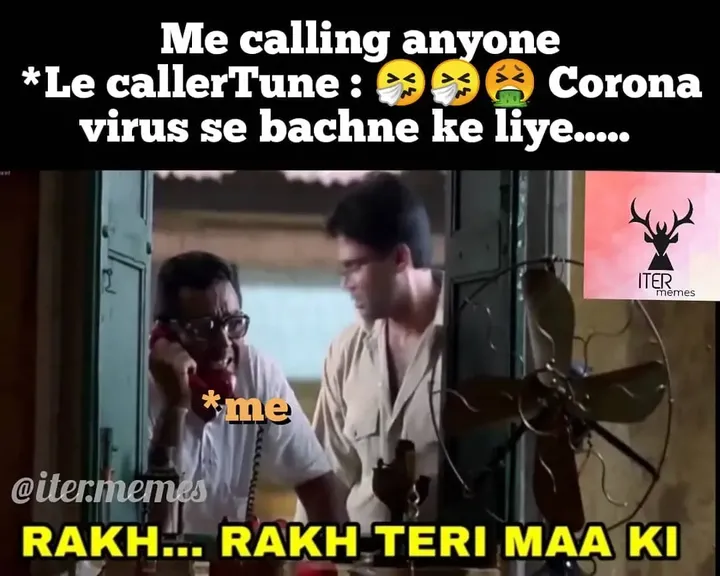 Me calling anyone
*Le callerTune : 🤧🤧🤮 Corona
virus se bachne ke liye.....
ITER
memes
*me
@iter.memes
RAKH... RAKH TERI MAA KI